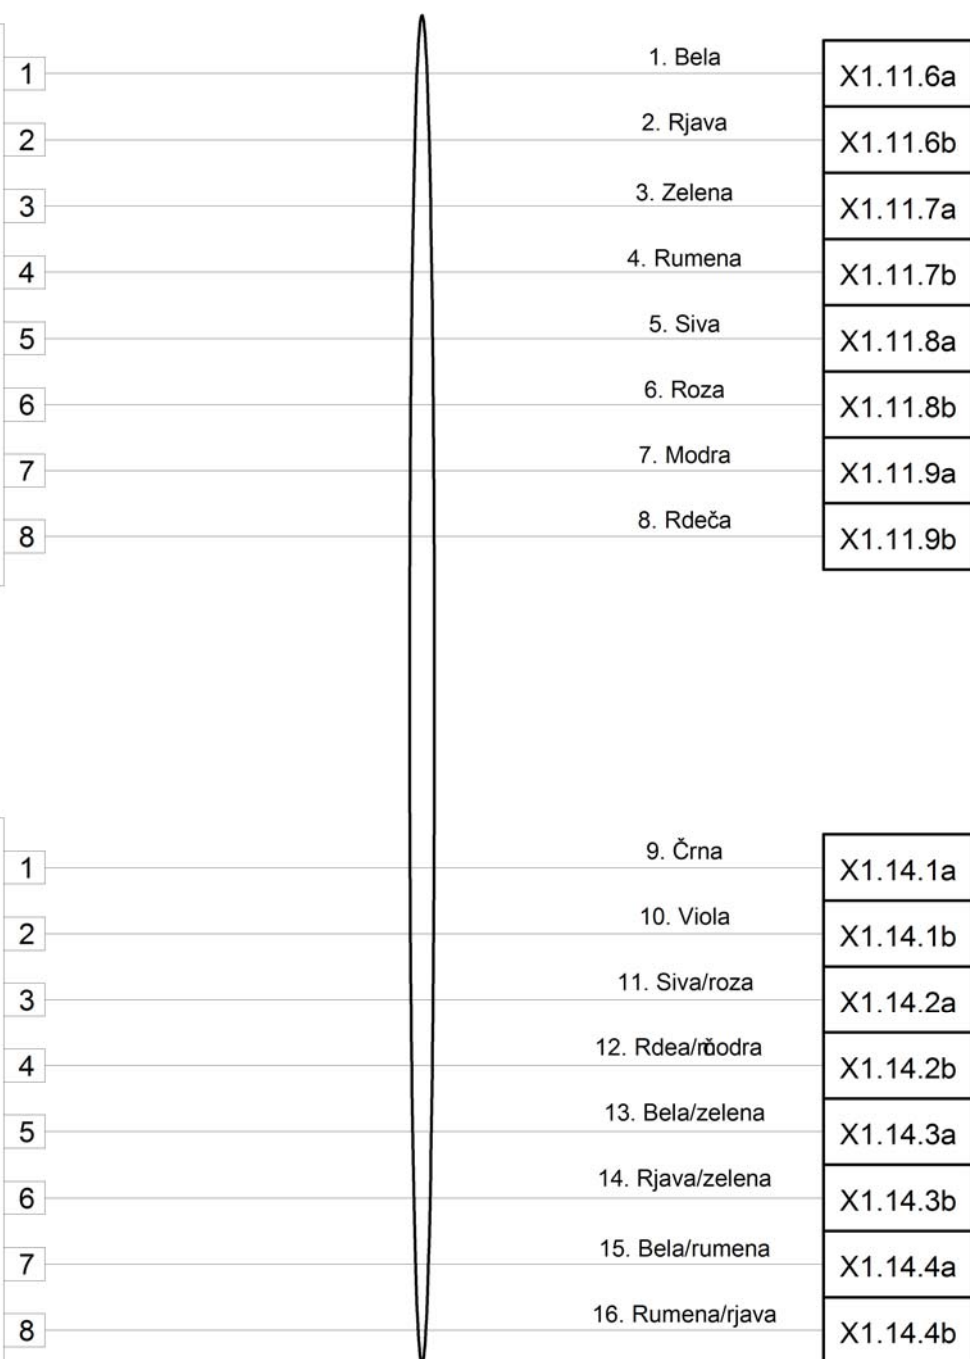 1 1. Bela X1.11.6a
2 2. Rjava X1.11.6b
3 3. Zelena X1.11.7a
4 4. Rumena X1.11.7b
5 5. Siva X1.11.8a
6 6. Roza X1.11.8b
7 7. Modra X1.11.9a
8 8. Rdeča X1.11.9b
1 9. Črna X1.14.1a
2 10. Viola X1.14.1b
3 11. Siva/roza X1.14.2a
4 12. X1.14.2b
5 13. Bela/zelena X1.14.3a
6 14. Rjava/zelena X1.14.3b
7 15. Bela/rumena X1.14.4a
8 16. Rumena/rjava X1.14.4b